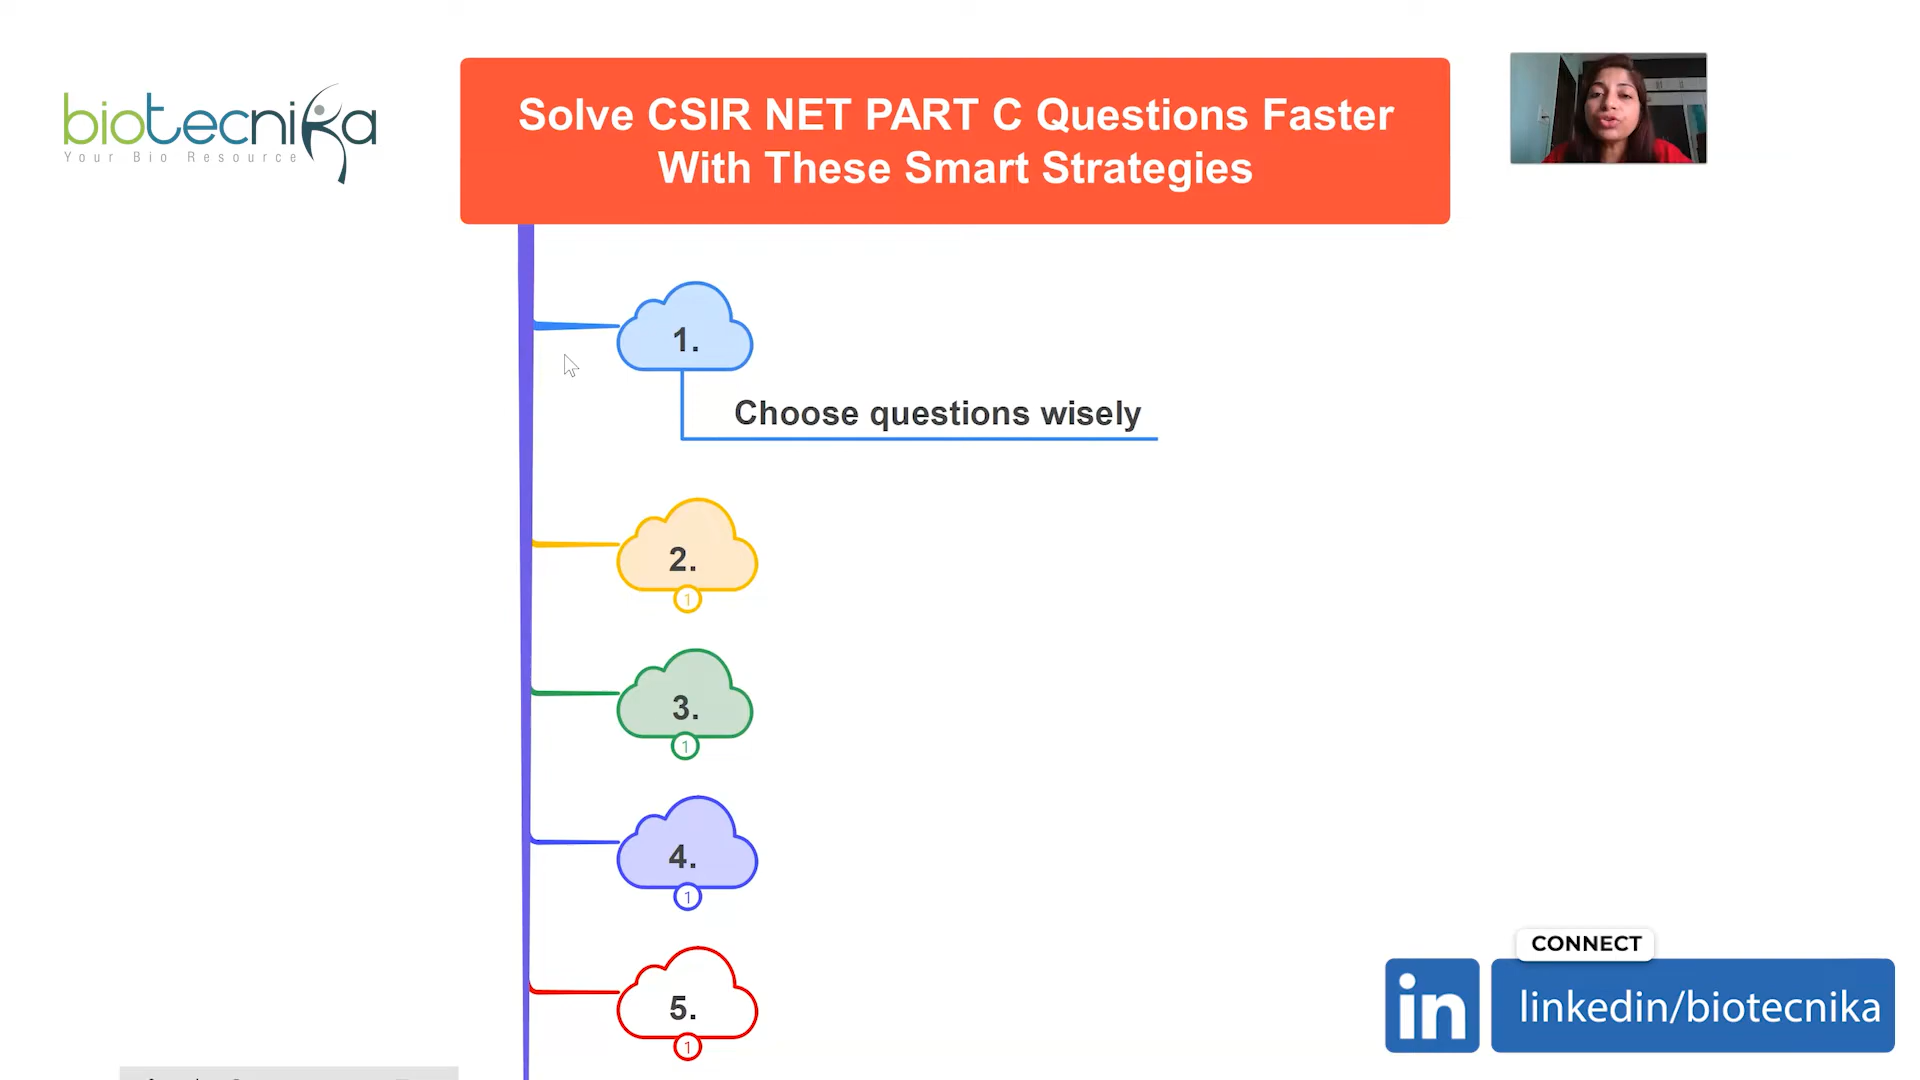 biotecnika
Your Bio Resource
Solve CSIR NET PART C Questions Faster
With These Smart Strategies
1.
Choose questions wisely
2.
1
3.
1
4.
1
5.
1
CONNECT
in
linkedin/biotecnika